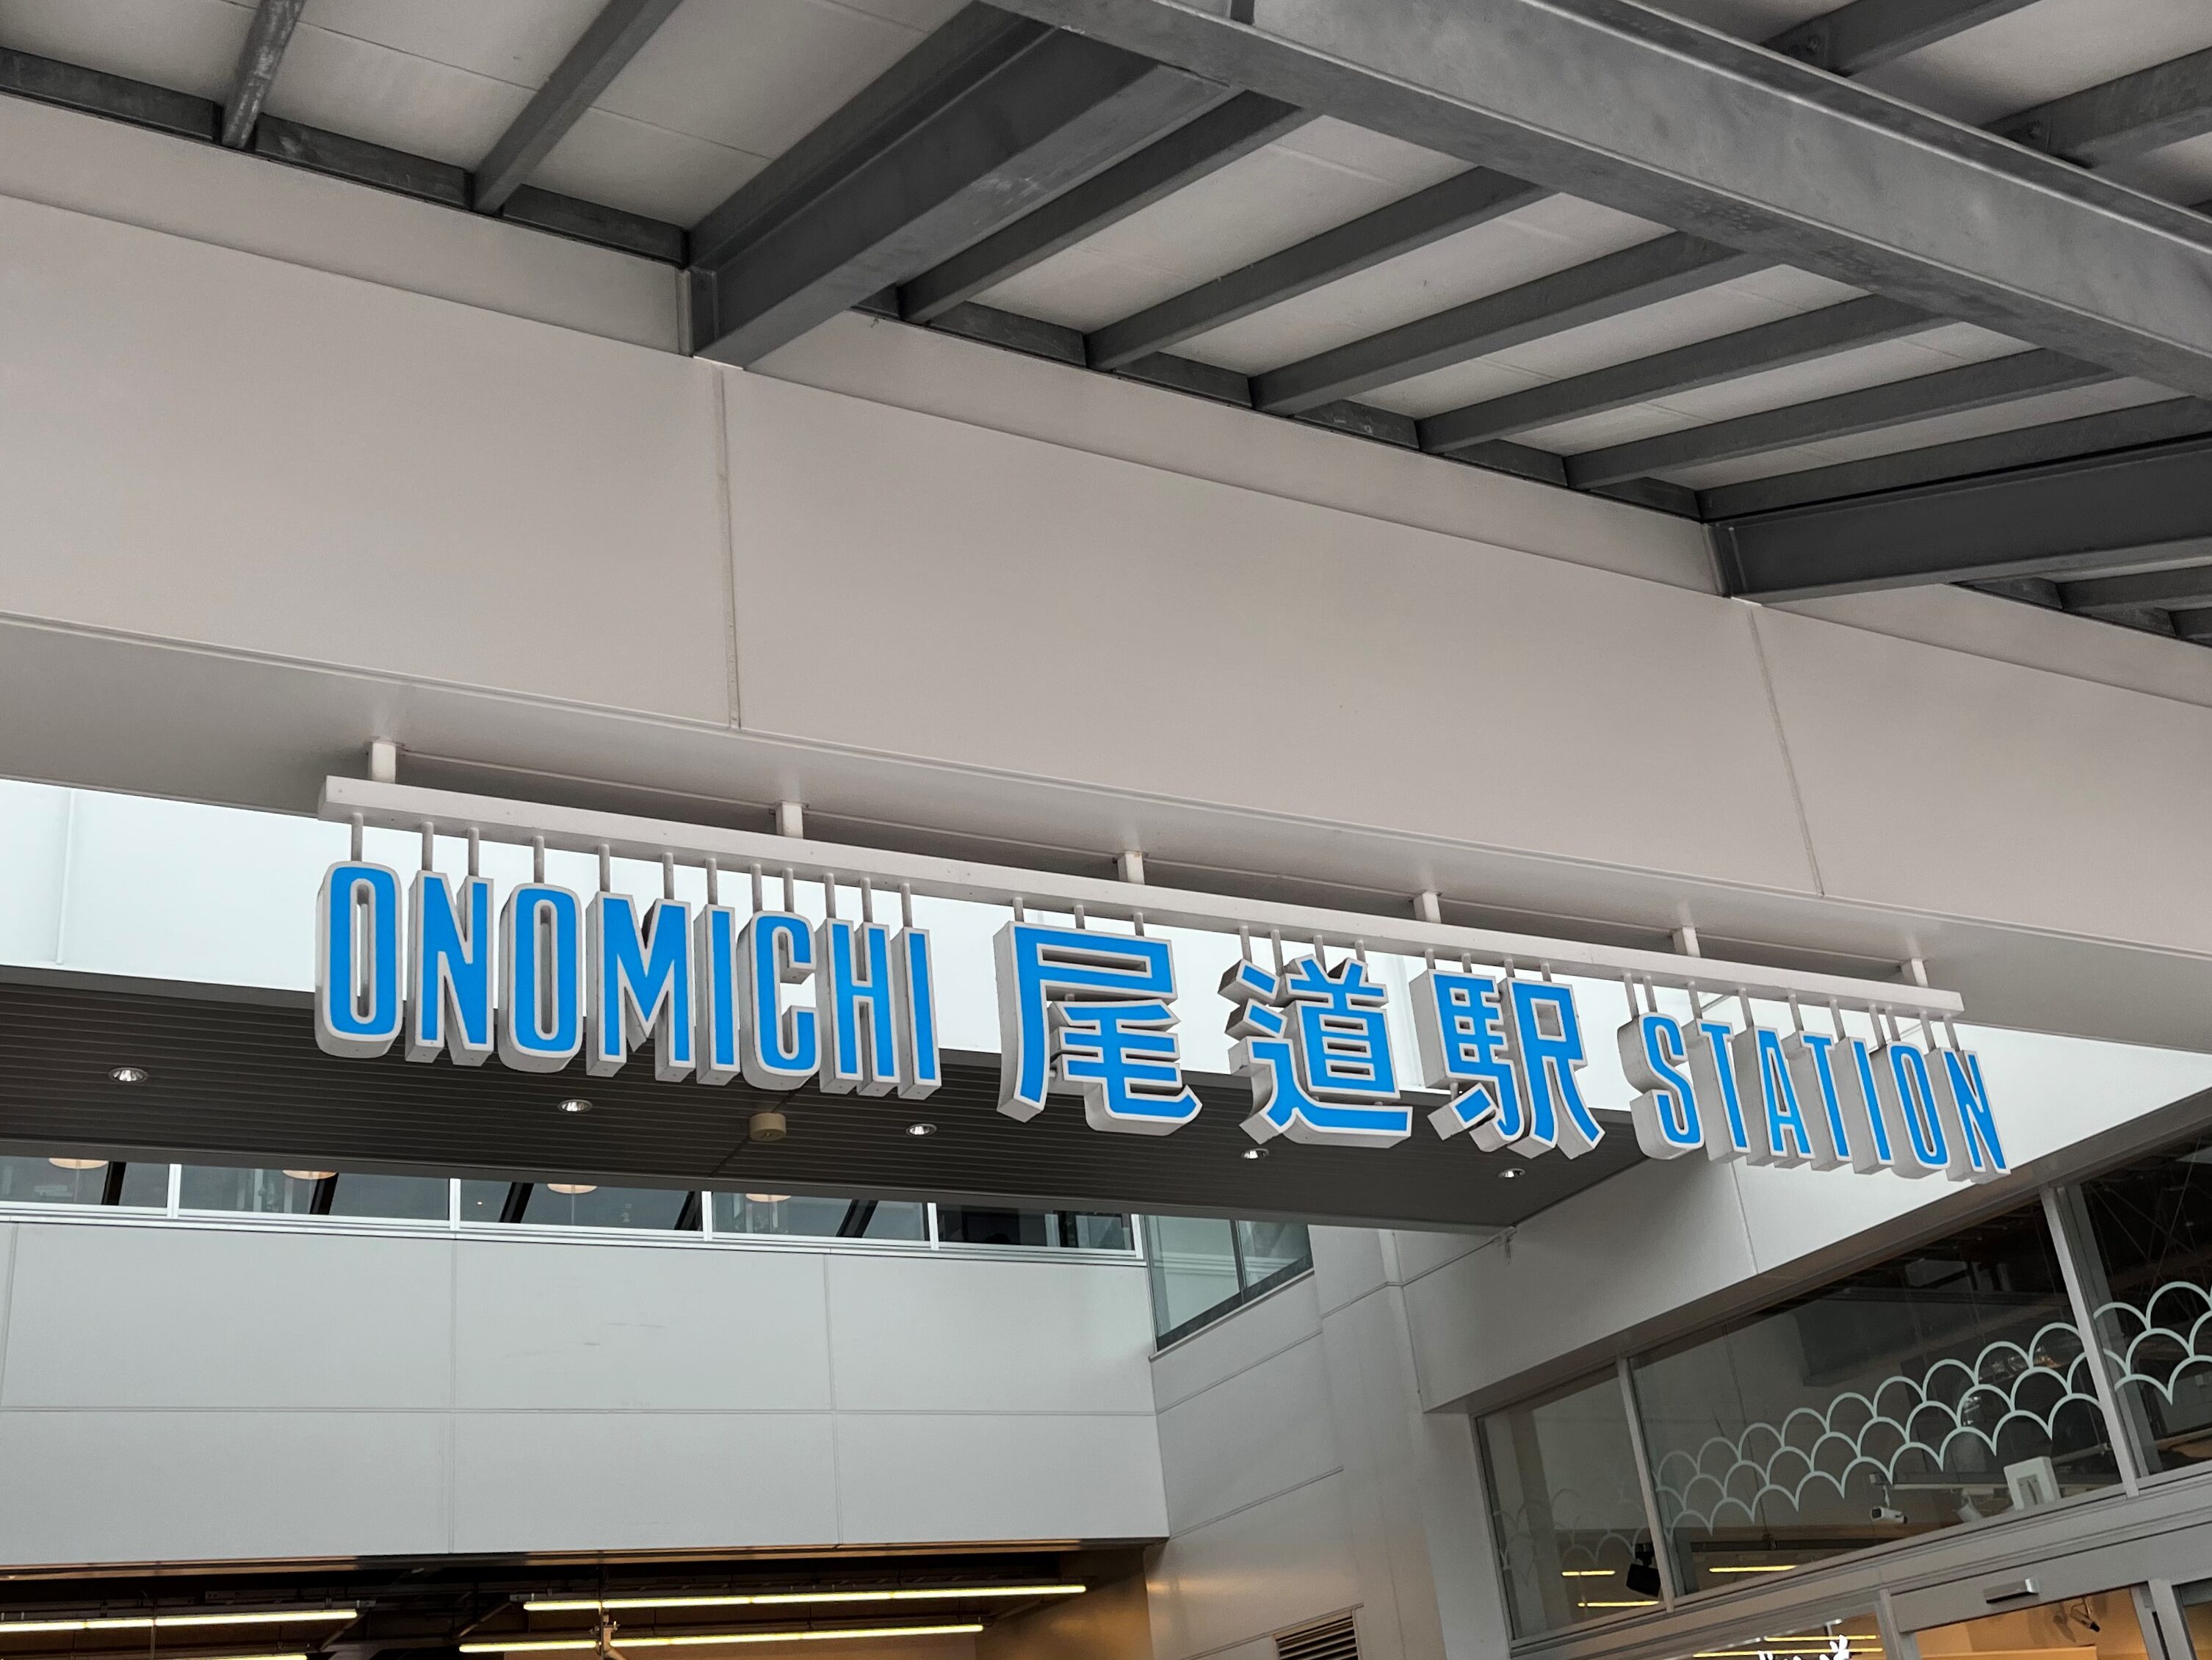 ONOMICHI 尾道駅 STATION